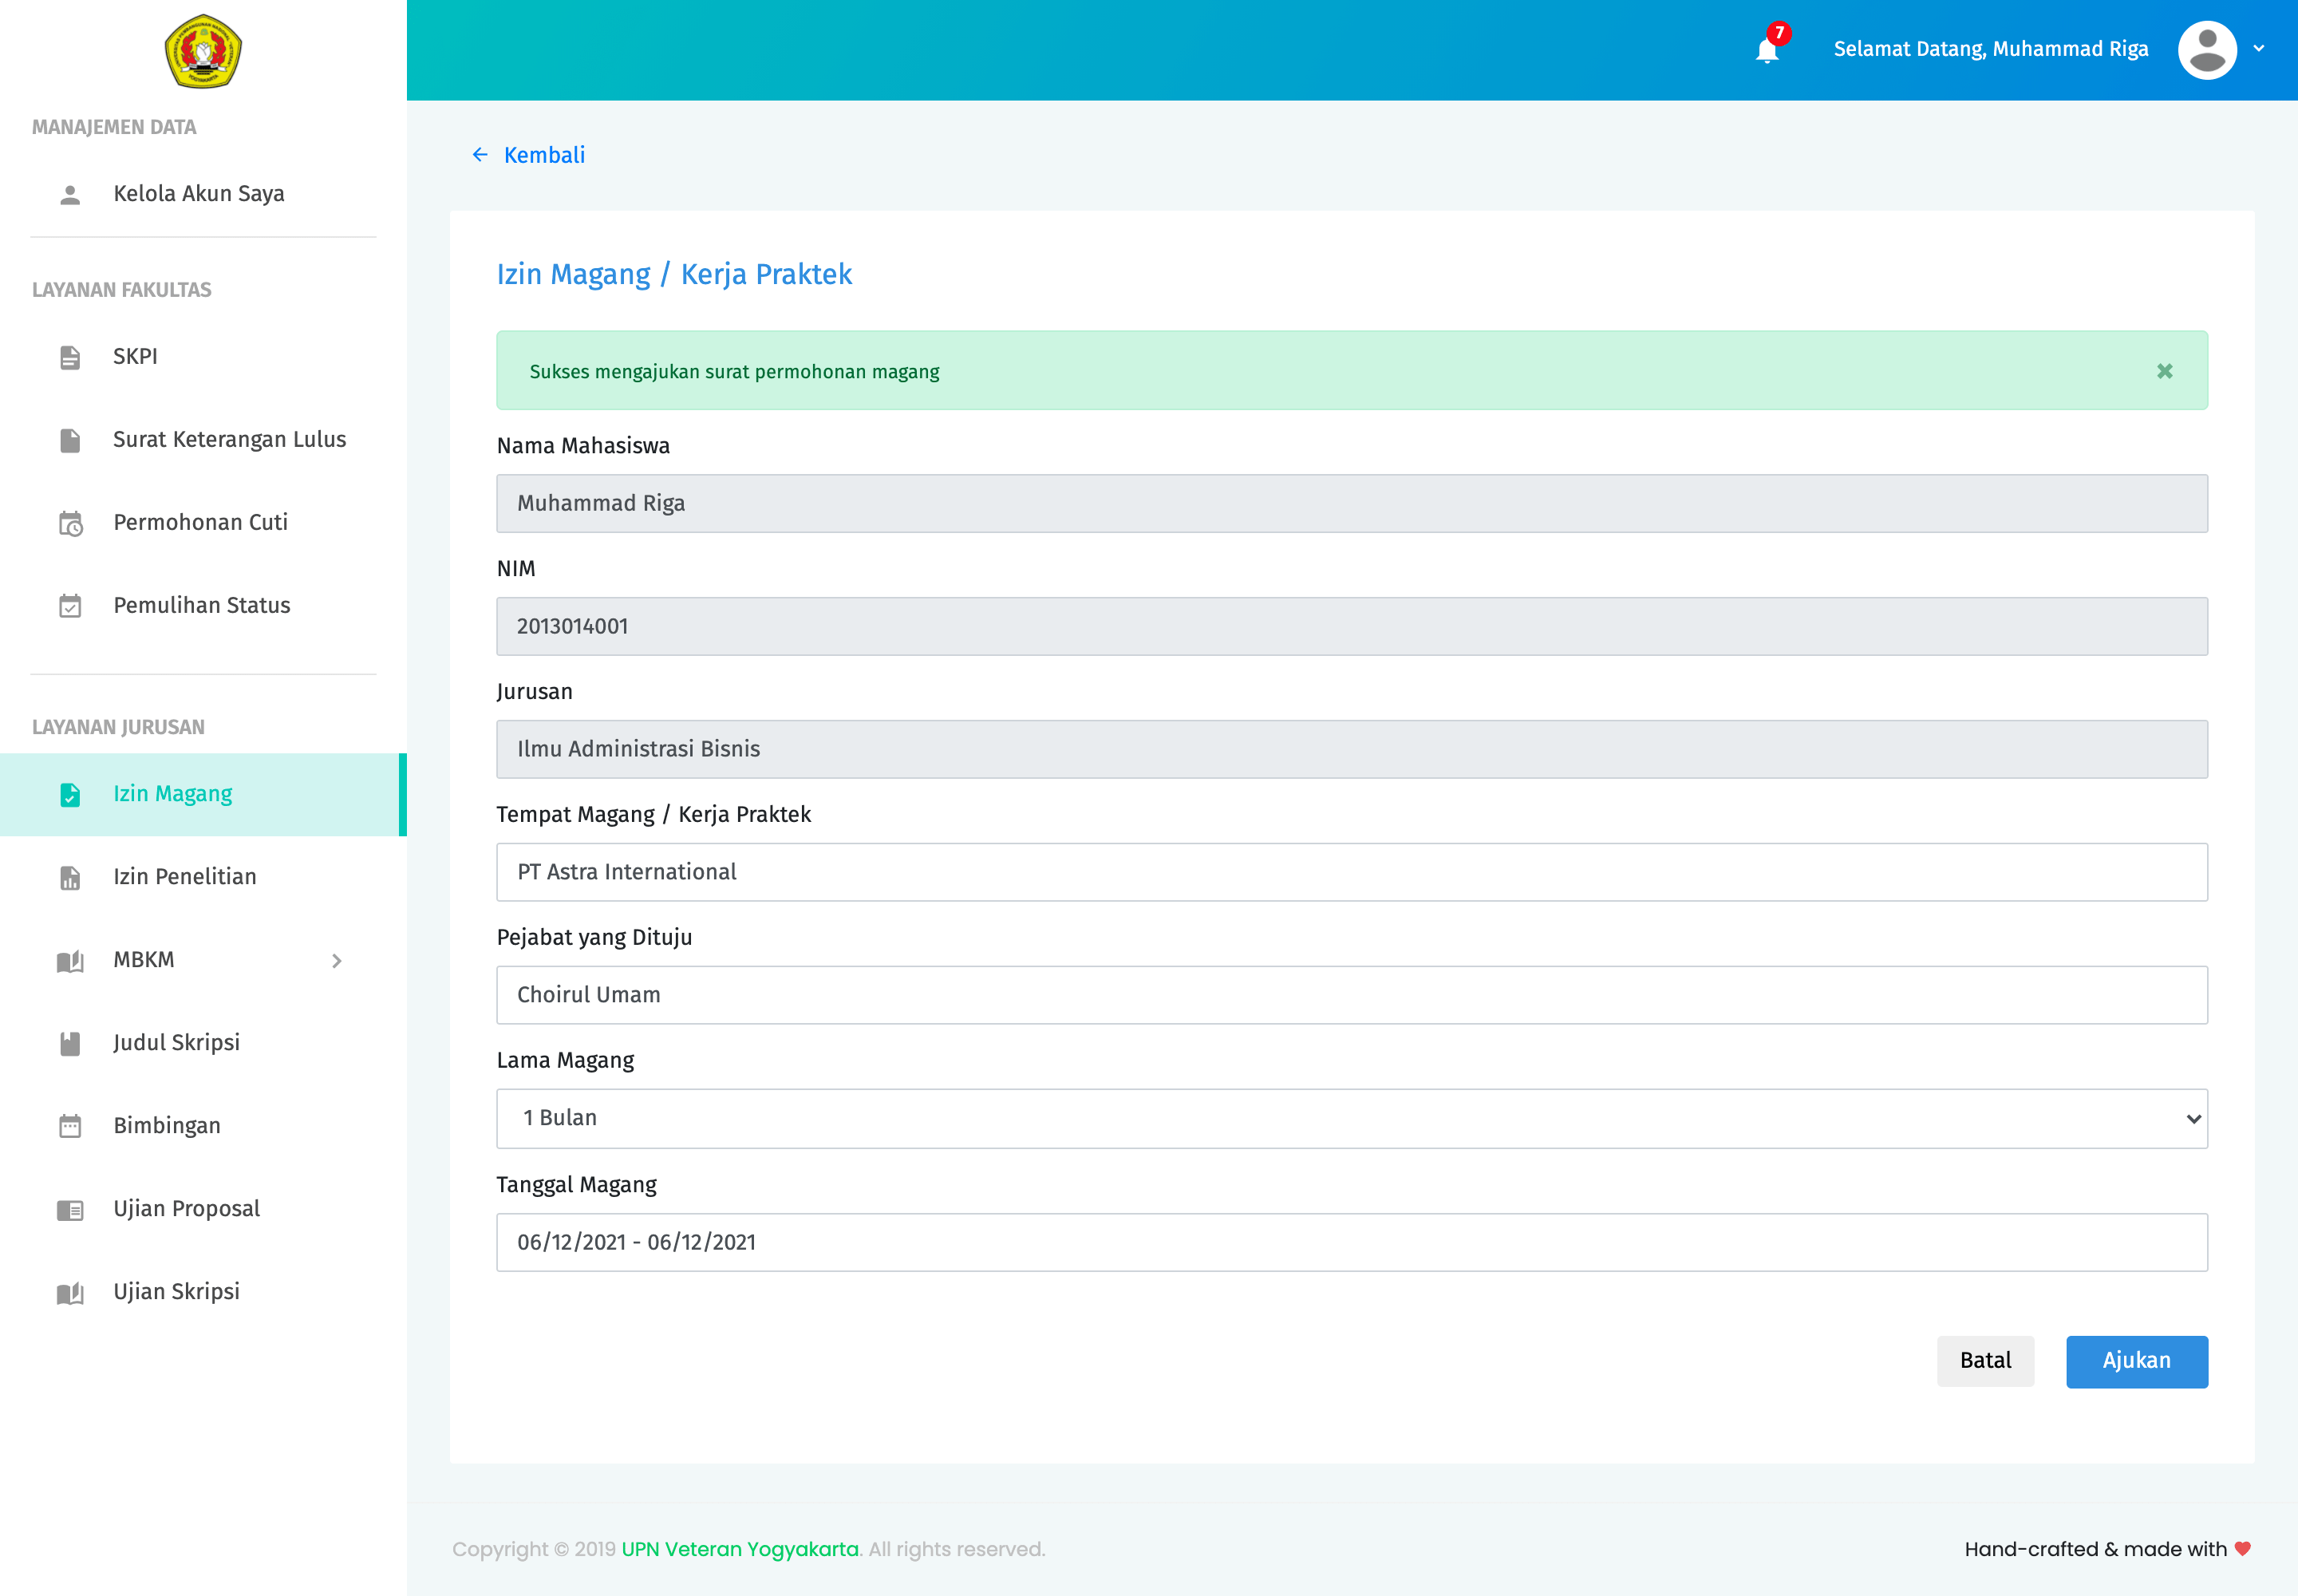 MANAJEMEN DATA
Kelola Akun Saya
LAYANAN FAKULTAS
SKPI
Surat Keterangan Lulus
Permohonan Cuti
Pemulihan Status
LAYANAN JURUSAN
Izin Magang
Izin Penelitian
MBKM
Judul Skripsi
Bimbingan
Ujian Proposal
Ujian Skripsi
7
Selamat Datang, Muhammad Riga
Kembali
Izin Magang / Kerja Praktek
Sukses mengajukan surat permohonan magang
Nama Mahasiswa
Muhammad Riga
NIM
2013014001
Jurusan
Ilmu Administrasi Bisnis
Tempat Magang / Kerja Praktek
PT Astra International
Pejabat yang Dituju
Choirul Umam
Lama Magang
1 Bulan
Tanggal Magang
06/12/2021 - 06/12/2021
Batal
Ajukan
Copyright © 2019 UPN Veteran Yogyakarta. All rights reserved.
Hand-crafted & made with